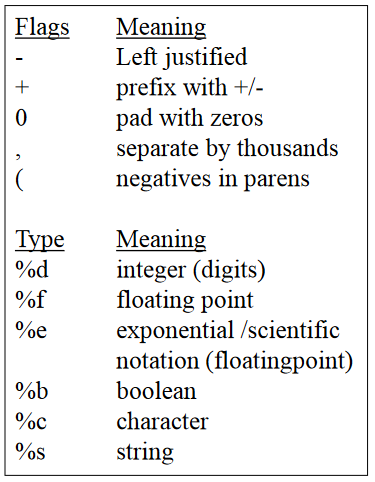 Flags Meaning
- Left justified
+ prefix with +/-
0 pad with zeros
, separate by thousands
( negatives in parens
Type Meaning
%d integer (digits)
%f floating point
%e exponential /scientific
notation (floatingpoint)
%b boolean
%c character
%s string